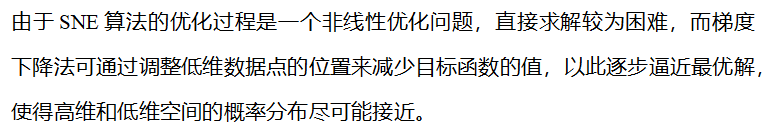 由于 SNE 算法的优化过程是一个非线性优化问题，直接求解较为困难，而梯度
下降法可通过调整低维数据点的位置来减少目标函数的值，以此逐步逼近最优解，
使得高维和低维空间的概率分布尽可能接近。